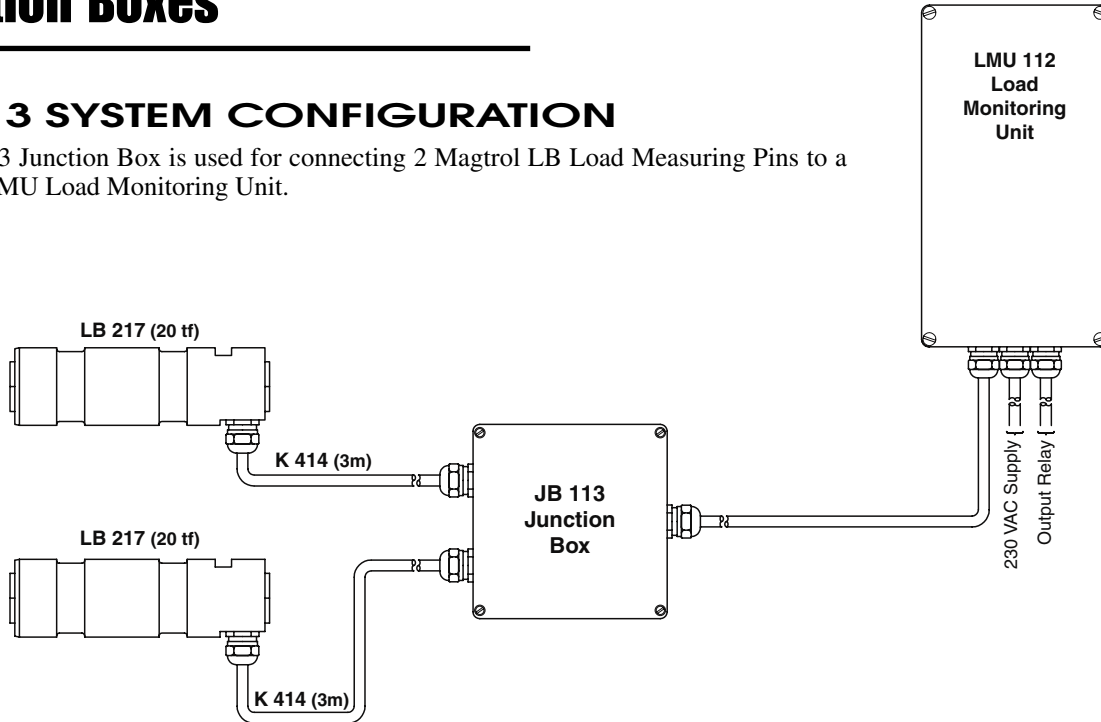 tion Boxes
3 SYSTEM CONFIGURATION
3 Junction Box is used for connecting 2 Magtrol LB Load Measuring Pins to a
MU Load Monitoring Unit.
LMU 112
Load
Monitoring
Unit
LB 217 (20 tf)
K 414 (3m)
JB 113
Junction
Box
LB 217 (20 tf)
K 414 (3m)
230 VAC Supply {
Output Relay {